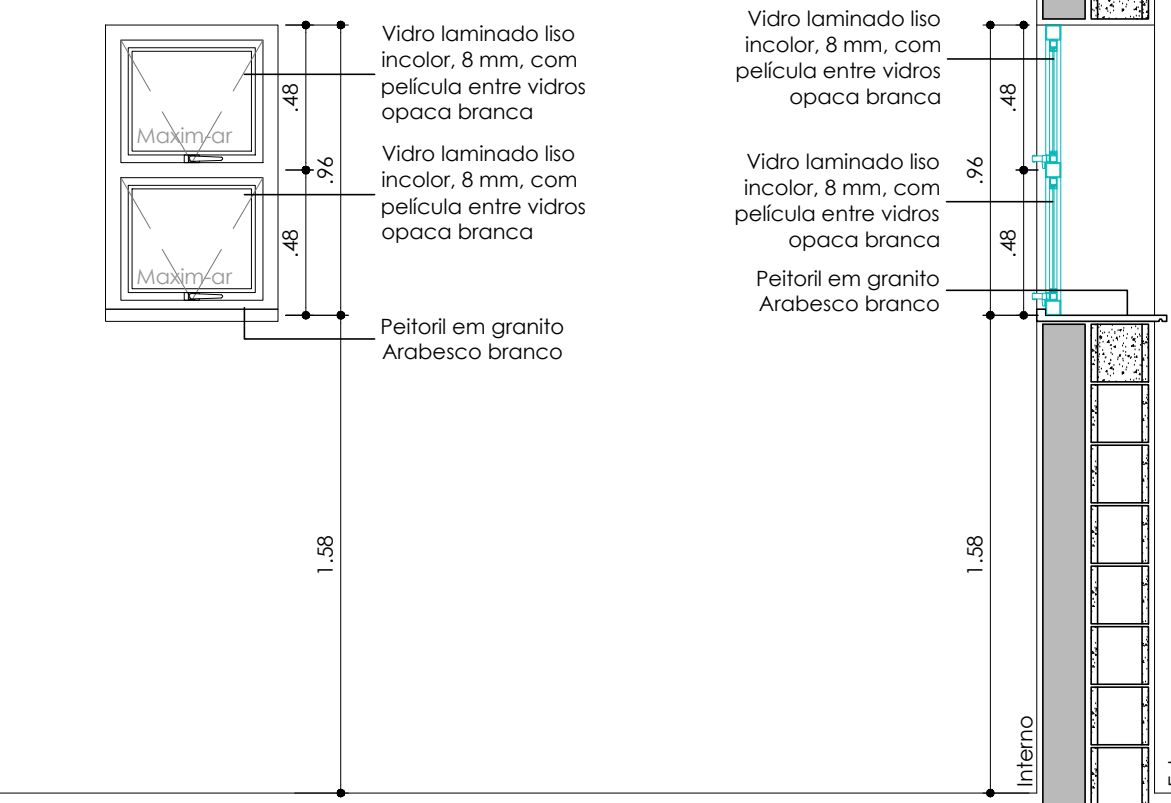 Vidro laminado liso
incolor, 8 mm, com
película entre vidros
opaca branca
.48
Maxim-ar
.96
Vidro laminado liso
incolor, 8 mm, com
película entre vidros
opaca branca
.48
Maxim-ar
Peitoril em granito
Arabesco branco
1.58
Vidro laminado liso
incolor, 8 mm, com
película entre vidros
opaca branca
.48
.96
Vidro laminado liso
incolor, 8 mm, com
película entre vidros
opaca branca
.48
Peitoril em granito
Arabesco branco
1.58
Interno